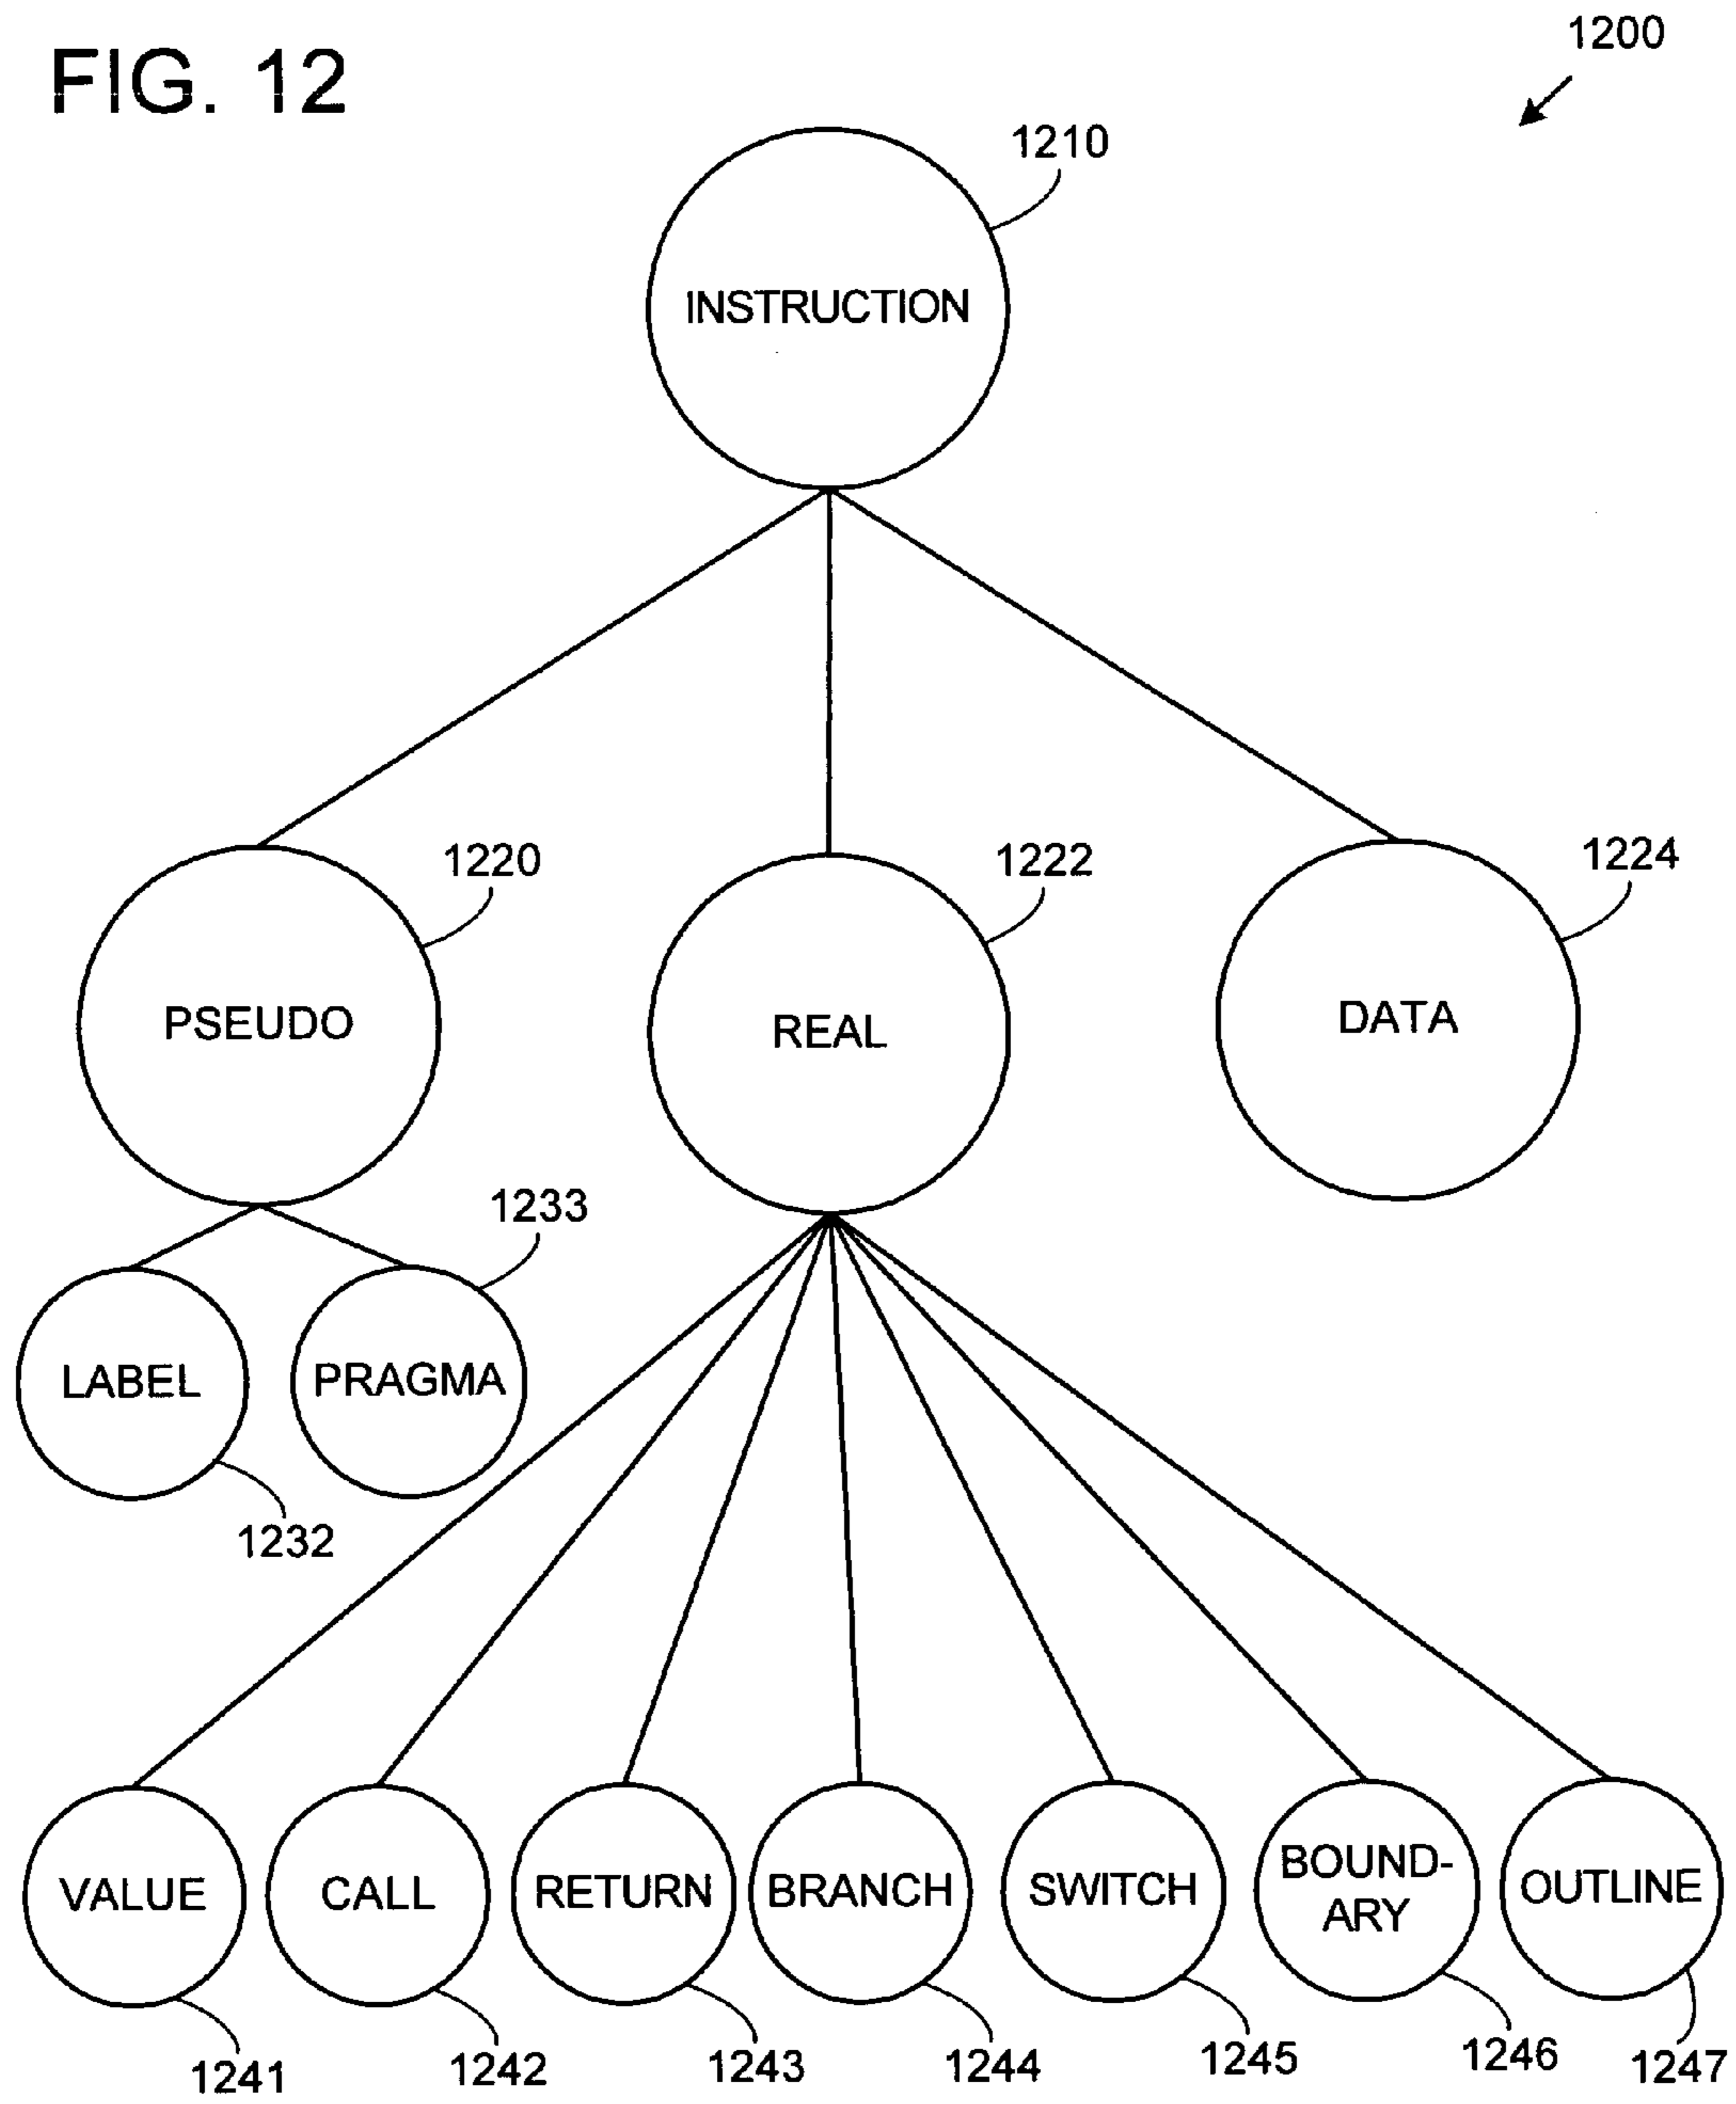 FIG. 12
1200
1210
INSTRUCTION
1220
1222
1224
PSEUDO
REAL
DATA
1233
LABEL
PRAGMA
1232
VALUE
CALL
RETURN
BRANCH
SWITCH
BOUND-
ARY
OUTLINE
1241
1242
1243
1244
1245
1246
1247